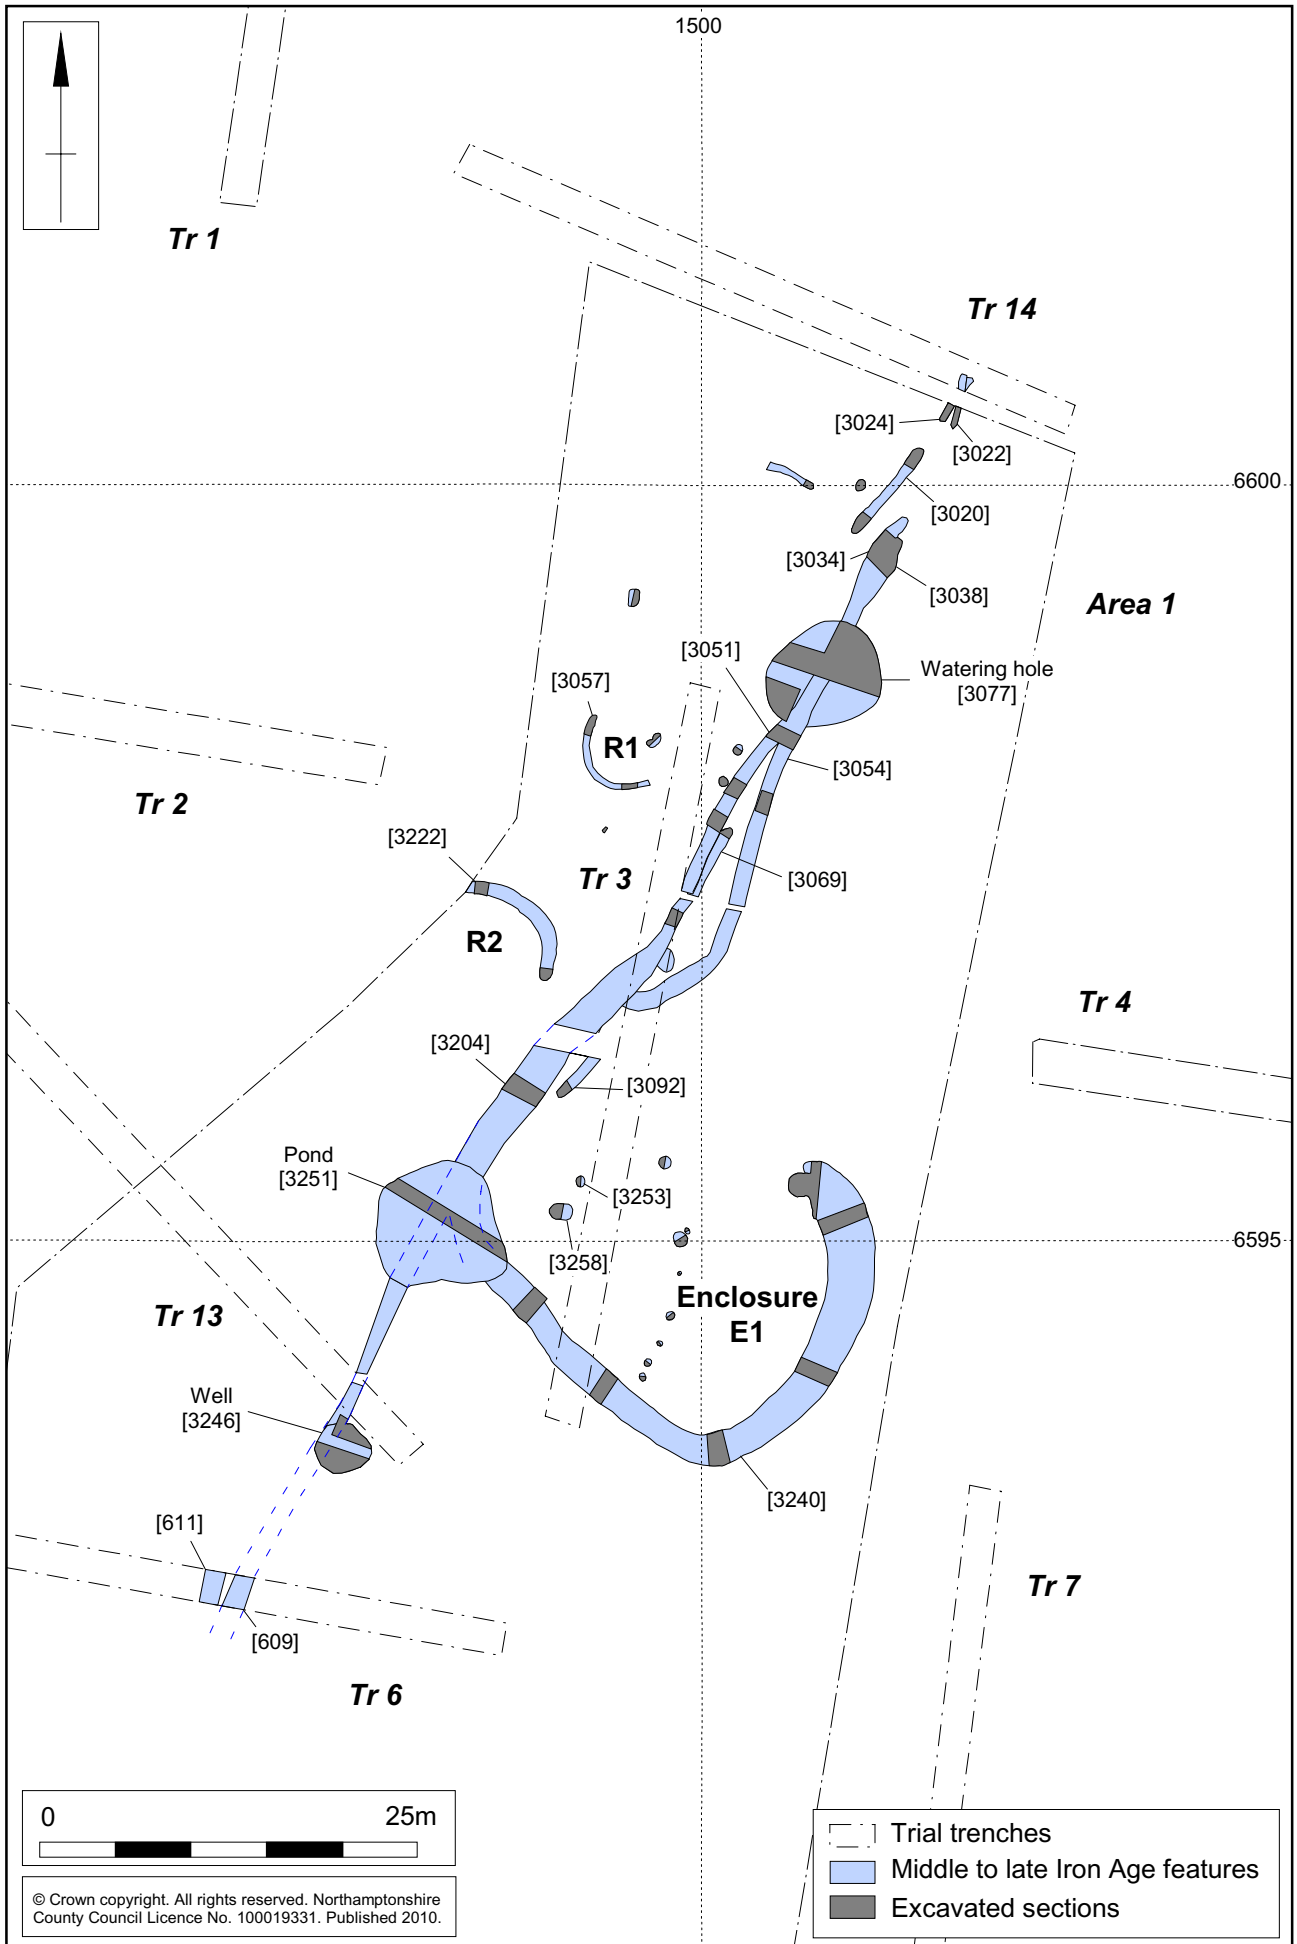 1500
Tr 1
Tr 14
[3024]
[3022]
6600
[3020]
[3034]
[3038]
Area 1
[3051]
Watering hole
[3077]
[3057]
R1
[3054]
Tr 2
[3222]
Tr 3
[3069]
R2
Tr 4
[3204]
[3092]
Pond
[3251]
[3253]
6595
[3258]
Enclosure
E1
Tr 13
Well
[3246]
[3240]
[611]
Tr 7
[609]
Tr 6
0 25m
© Crown copyright. All rights reserved. Northamptonshire
County Council Licence No. 100019331. Published 2010.
Trial trenches
Middle to late Iron Age features
Excavated sections